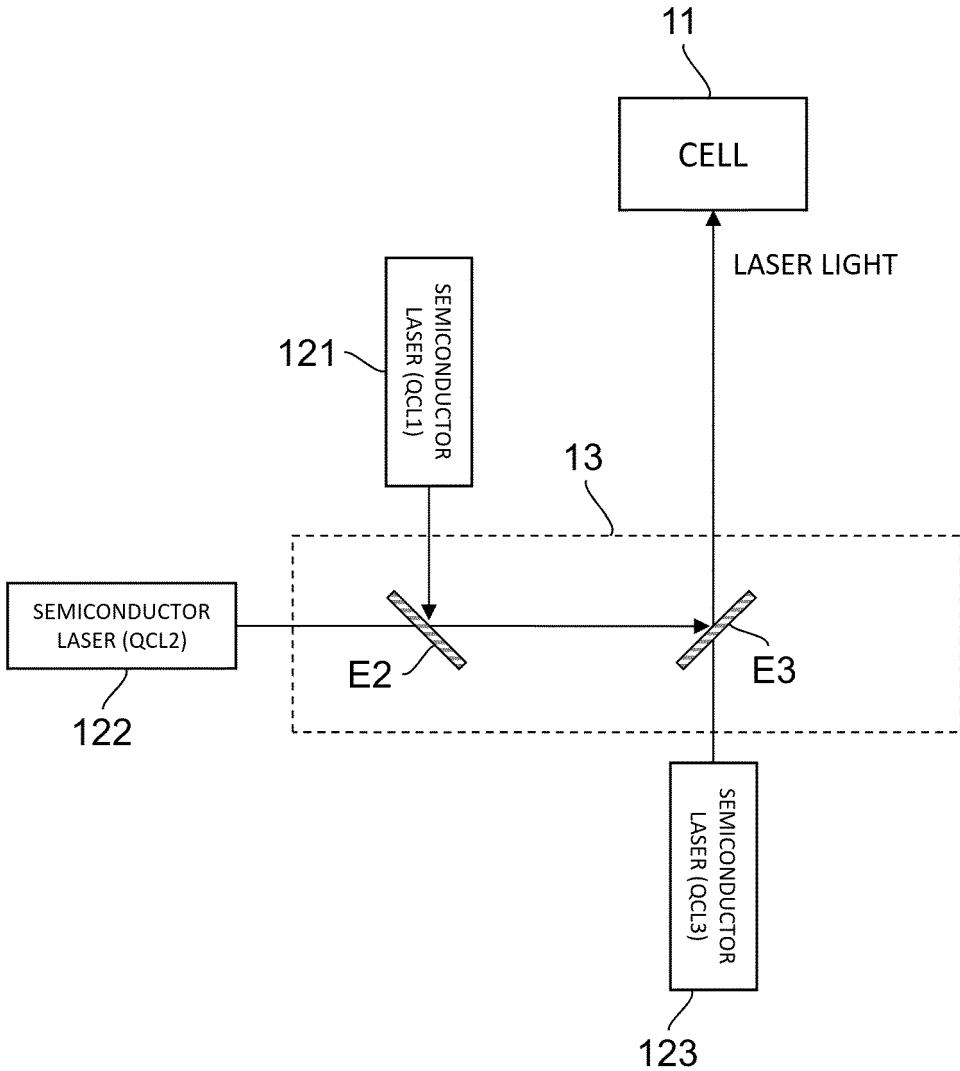 11
CELL
LASER LIGHT
121
SEMICONDUCTOR
LASER (QCL1)
13
SEMICONDUCTOR
LASER (QCL2)
122
E2
E3
SEMICONDUCTOR
LASER (QCL3)
123